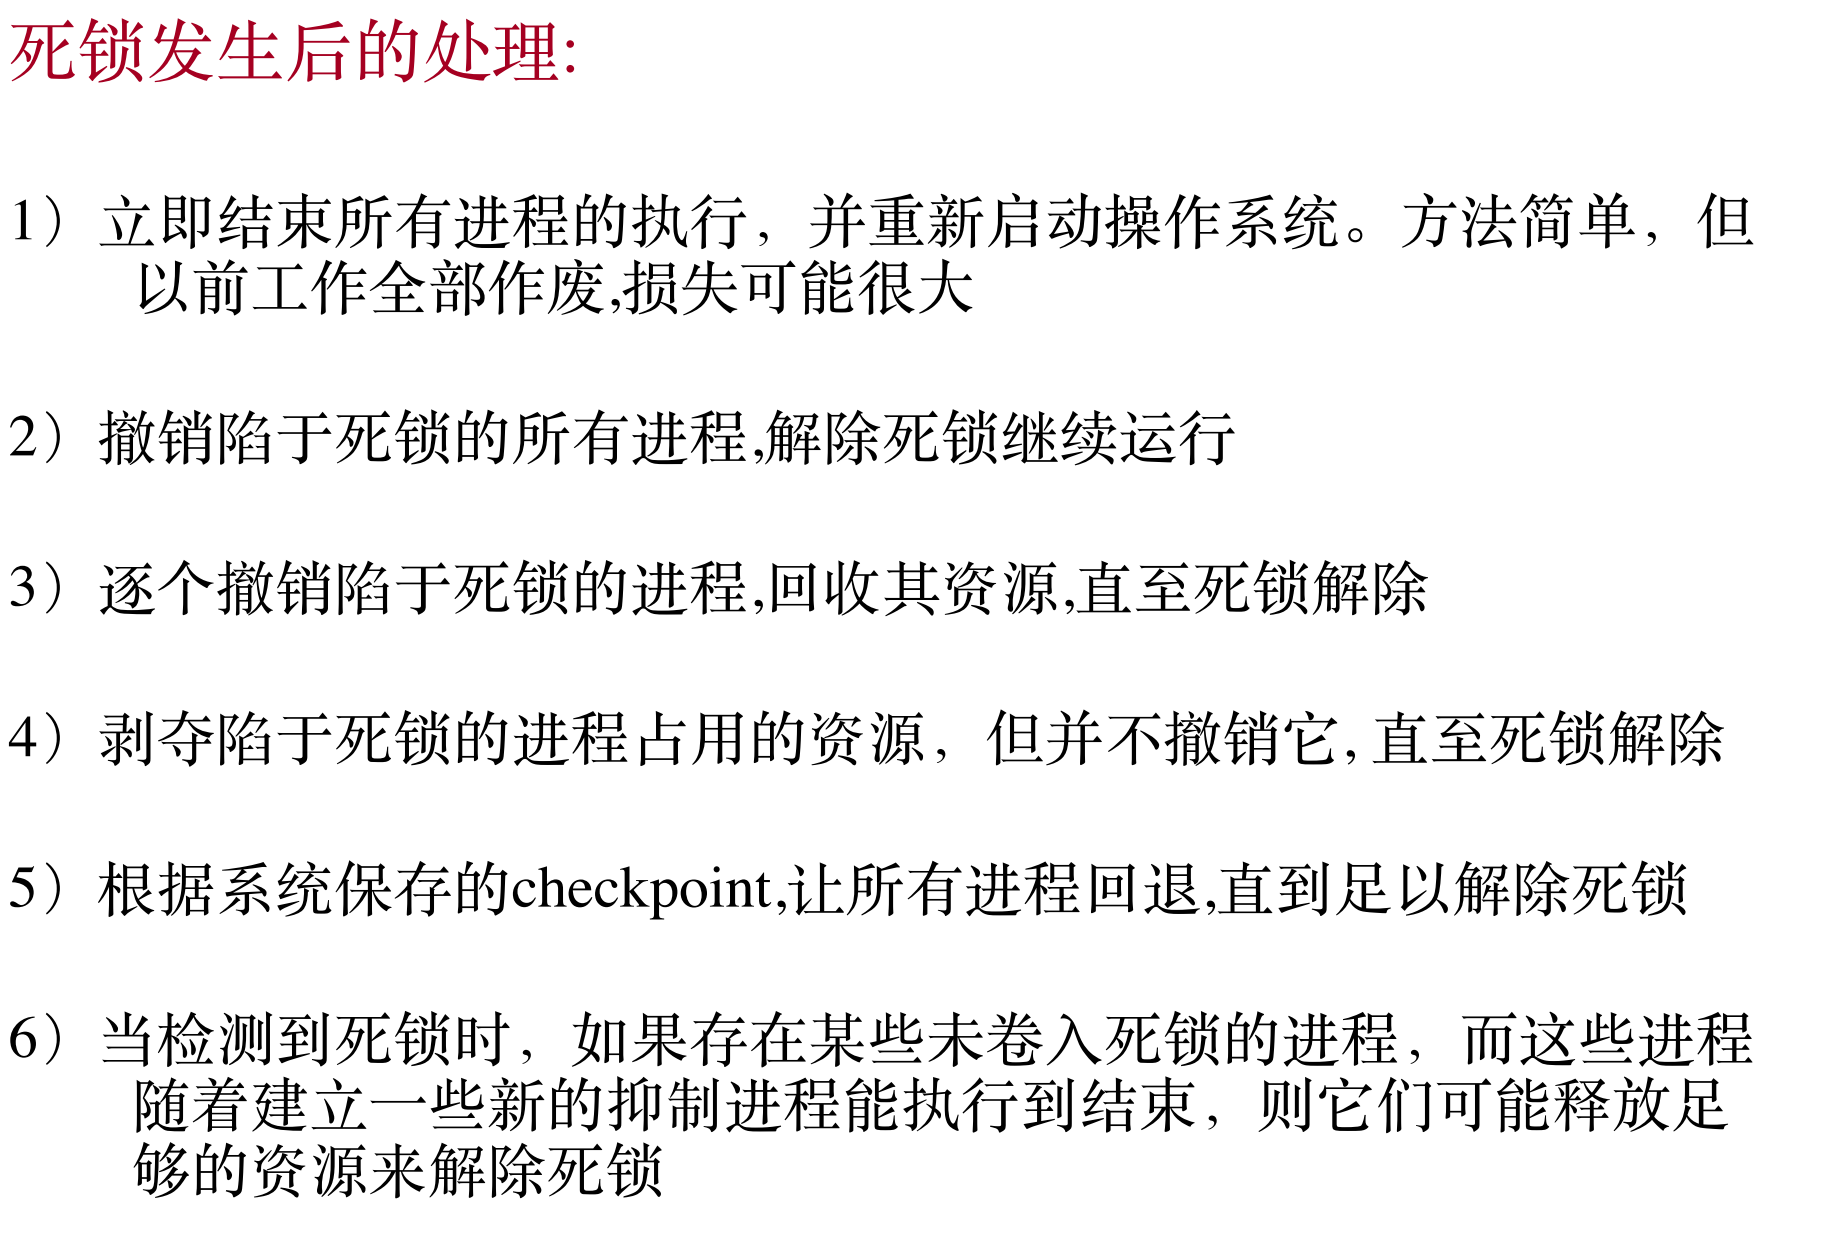 死锁发生后的处理:
1）立即结束所有进程的执行，并重新启动操作系统。方法简单，但
以前工作全部作废,损失可能很大
2）撤销陷于死锁的所有进程,解除死锁继续运行
3）逐个撤销陷于死锁的进程,回收其资源,直至死锁解除
4）剥夺陷于死锁的进程占用的资源，但并不撤销它, 直至死锁解除
5）根据系统保存的checkpoint,让所有进程回退,直到足以解除死锁
6）当检测到死锁时，如果存在某些未卷入死锁的进程，而这些进程
随着建立一些新的抑制进程能执行到结束，则它们可能释放足
够的资源来解除死锁